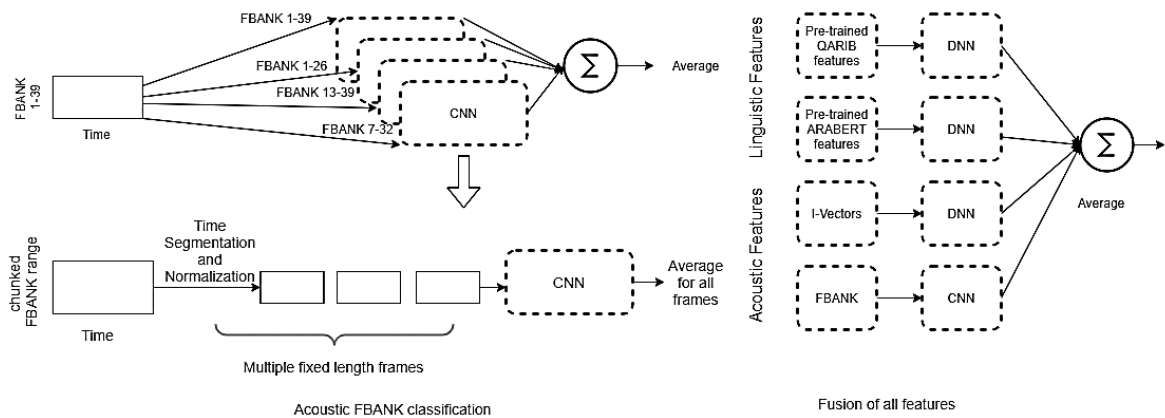 FBANK 1-39
FBANK 1-26
FBANK 13-39
FBANK 7-32
FBANK
1-39
Time
CNN
Σ
Average
chunked
FBANK range
Time
Time
Segmentation
and
Normalization
CNN
Average
for all
frames
Multiple fixed length frames
Acoustic FBANK classification
Linguistic Features
Pre-trained
QARIB
features
DNN
Pre-trained
ARABERT
features
DNN
Acoustic Features
I-Vectors
DNN
FBANK
CNN
Σ
Average
Fusion of all features